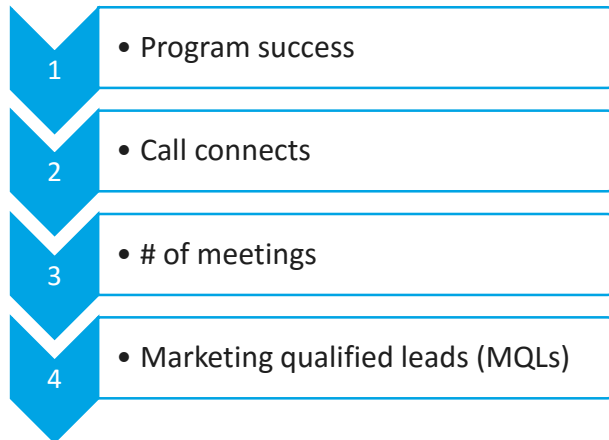 1
• Program success
2
• Call connects
3
• # of meetings
4
• Marketing qualified leads (MQLs)